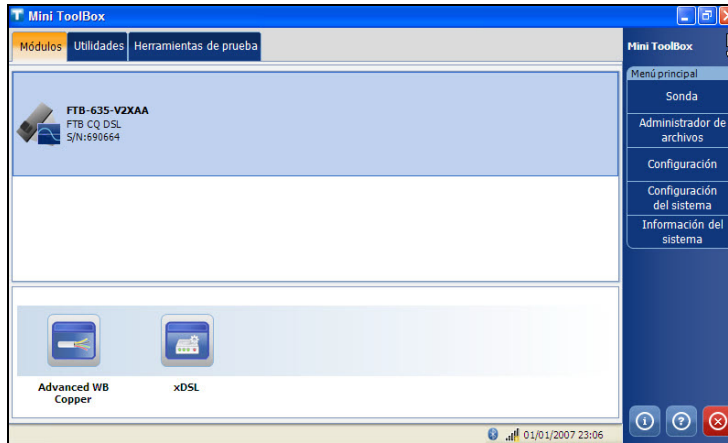 Mini ToolBox
Módulos
Utilidades
Herramientas de prueba
FTB-635-V2XAA
FTB CQ DSL
S/N:690664
Advanced WB
Copper
xDSL
01/01/2007 23:06
Mini ToolBox
Menú principal
Sonda
Administrador de
archivos
Configuración
Configuración
del sistema
Información del
sistema